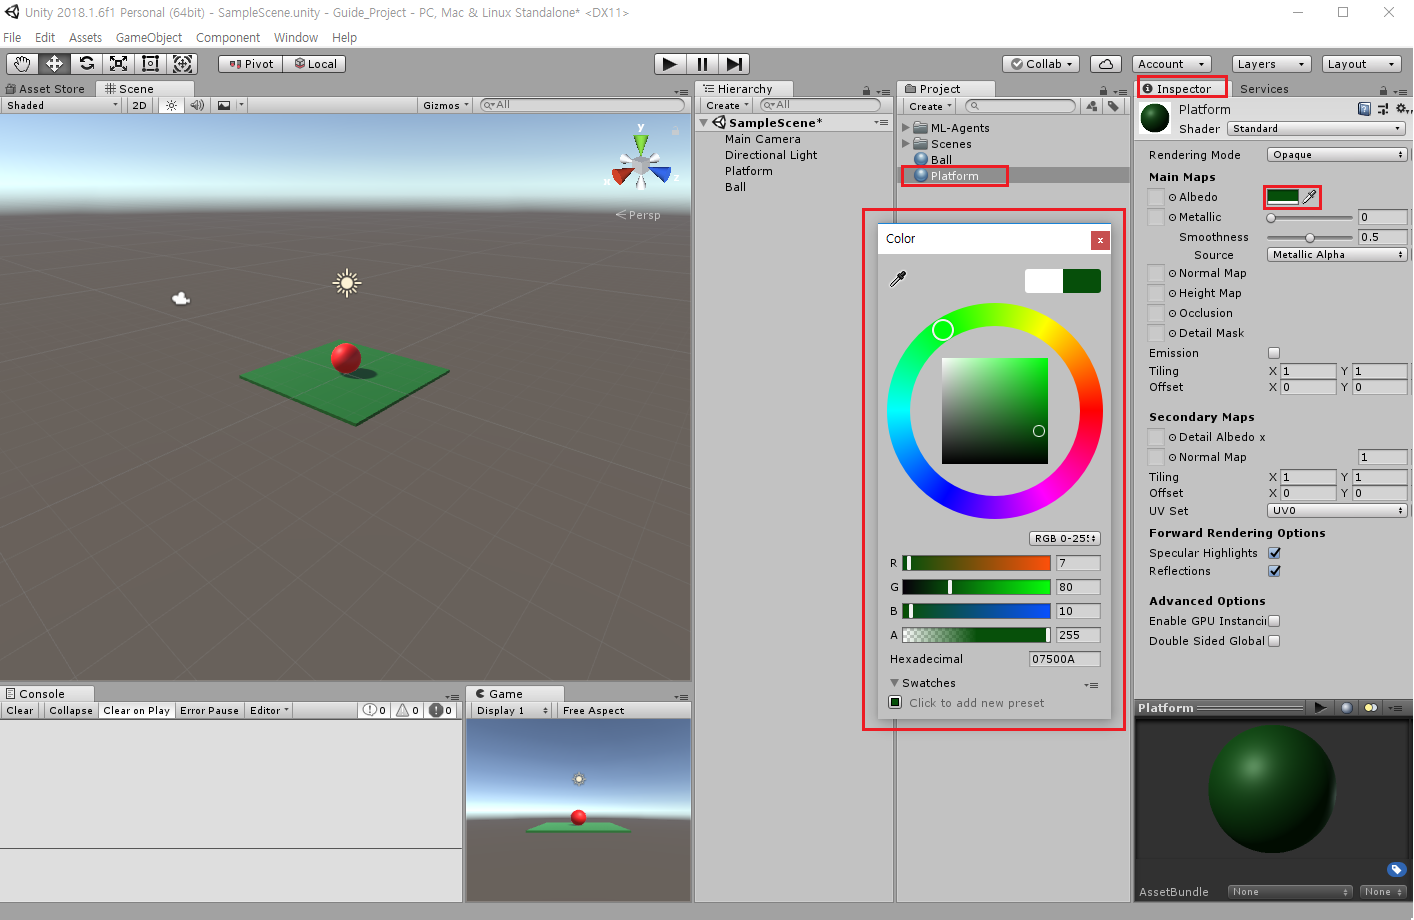 Unity 2018.1.6f1 Personal (64bit) - SampleScene.unity - Guide_Project - PC, Mac & Linux Standalone* <DX11>
File Edit Assets GameObject Component Window Help
Pivot Local Collab Account Layers Layout
Asset Store Scene
Shaded 2D Gizmos All
y
x
z
Persp
Hierarchy
Create All
SampleScene*
Main Camera
Directional Light
Platform
Ball
Project
Create
ML-Agents
Scenes
Ball
Platform
Color
x
RGB 0-255
R 7
G 80
B 10
A 255
Hexadecimal 07500A
Swatches
Click to add new preset
Inspector Services
Platform
Shader Standard
Rendering Mode Opaque
Main Maps
Albedo
Metallic 0
Smoothness 0.5
Source Metallic Alpha
Normal Map
Height Map
Occlusion
Detail Mask
Emission
Tiling X 1 Y 1
Offset X 0 Y 0
Secondary Maps
Detail Albedo x
Normal Map 1
Tiling X 1 Y 1
Offset X 0 Y 0
UV Set UV0
Forward Rendering Options
Specular Highlights
Reflections
Advanced Options
Enable GPU Instancin
Double Sided Global
Platform
AssetBundle None None
Console
Clear Collapse Clear on Play Error Pause Editor 0 0 0
Game
Display 1 Free Aspect